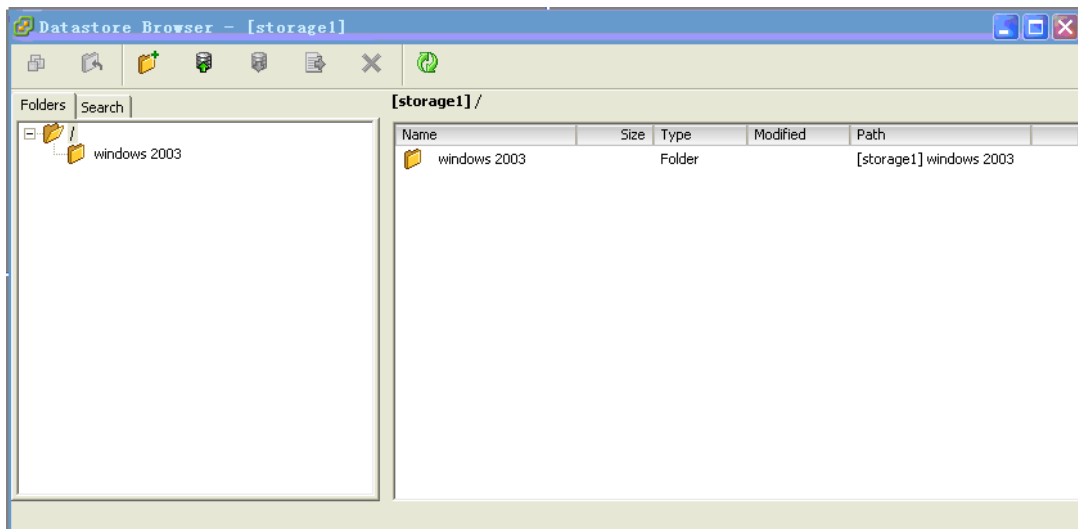 Datastore Browser - [storage1]
Folders Search
[storage1] /
/
windows 2003
Name Size Type Modified Path
windows 2003 Folder [storage1] windows 2003